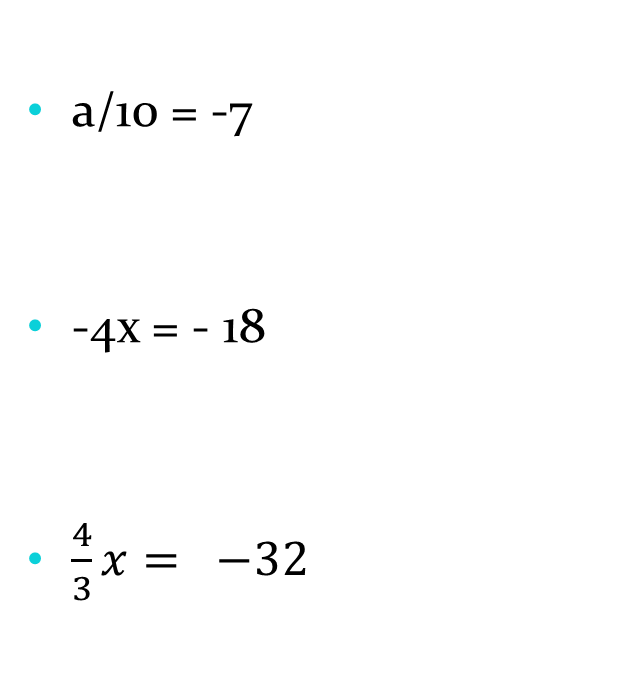 • a/10 = -7
• -4x = - 18
• 4/3 x = −32